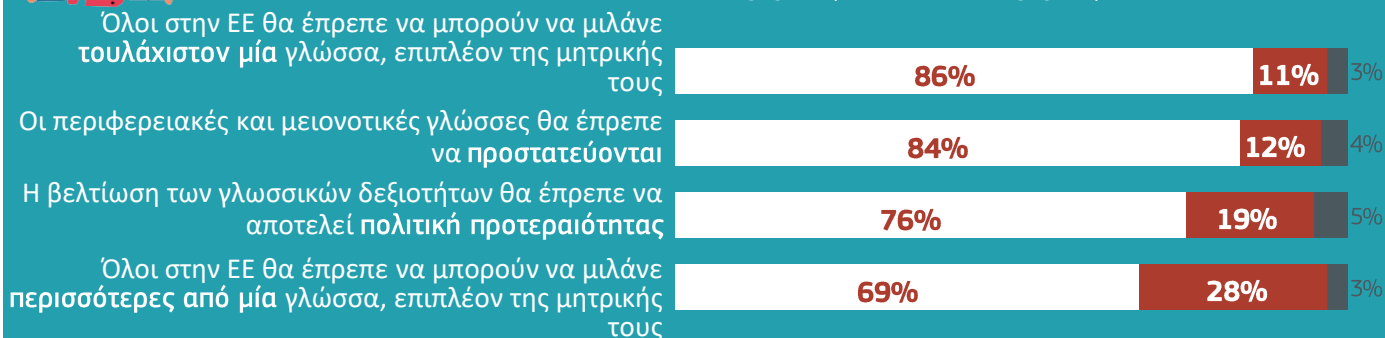 Όλοι στην ΕΕ θα έπρεπε να μπορούν να μιλάνε
τουλάχιστον μία γλώσσα, επιπλέον της μητρικής
τους
86%
11%
3%
Οι περιφερειακές και μειονοτικές γλώσσες θα έπρεπε
να προστατεύονται
84%
12%
4%
Η βελτίωση των γλωσσικών δεξιοτήτων θα έπρεπε να
αποτελεί πολιτική προτεραιότητας
76%
19%
5%
Όλοι στην ΕΕ θα έπρεπε να μπορούν να μιλάνε
περισσότερες από μία γλώσσα, επιπλέον της μητρικής
τους
69%
28%
3%